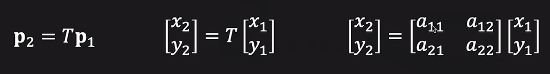 p₂ = Tp₁  [x₂ y₂] = T [x₁ y₁]  [x₂ y₂] = [a₁₁ a₁₂ a₂₁ a₂₂] [x₁ y₁]